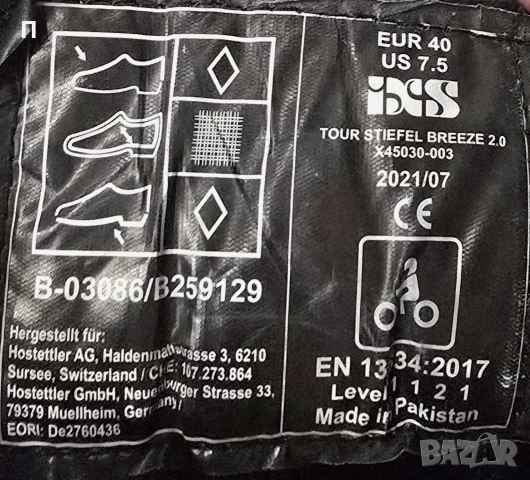 П
EUR 40
US 7.5
iXS
TOUR STIEFEL BREEZE 2.0
X45030-003
2021/07
CE
B-03086/B259129
Hergestellt für:
Hostettler AG, Haldenmattstrasse 3, 6210
Sursee, Switzerland / CHE: 107.273.864
Hostettler GmbH, Neuenburger Strasse 33,
79379 Muellheim, Germany
EORI: De2760436
EN 13634:2017
Level 1 1 2 1
Made in Pakistan
BAZAR